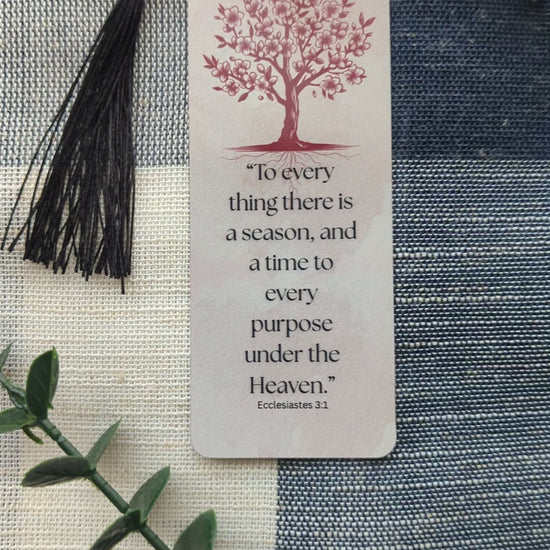 “To every
thing there is
a season, and
a time to
every
purpose
under the
Heaven.”
Ecclesiastes 3:1